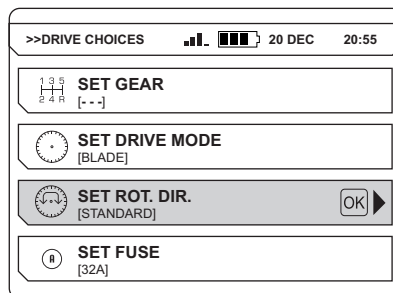 >>DRIVE CHOICES 20 DEC 20:55
1 3 5
2 4 R
SET GEAR
[- - -]
SET DRIVE MODE
[BLADE]
SET ROT. DIR.
[STANDARD]
OK
A
SET FUSE
[32A]